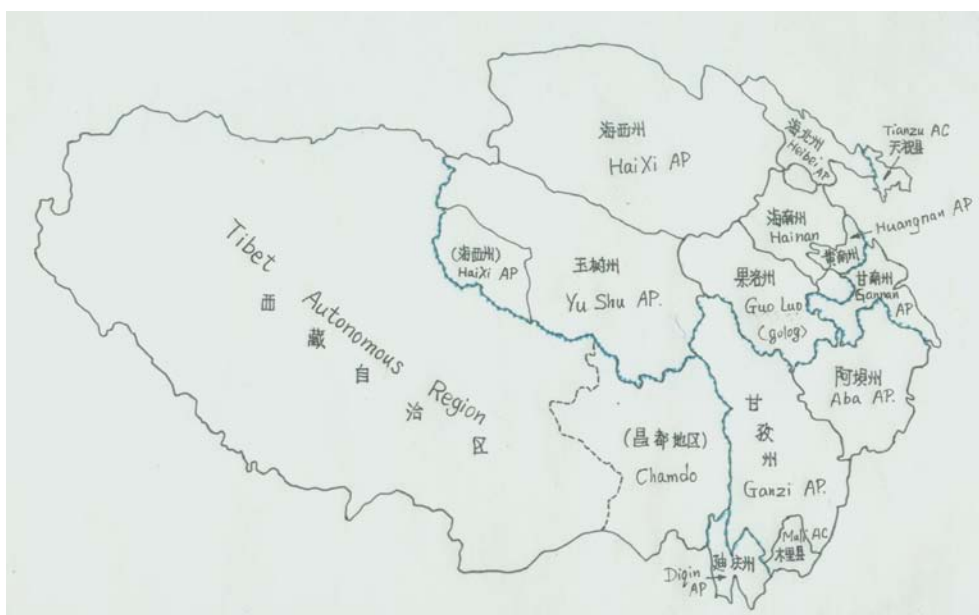 海西州
HaiXi AP
海北州
Heibei AP
Tianzu AC
天祝县
海南州
Hainan
Huangnan AP
黄南州
甘南州
Gannan
AP
(海西州)
HaiXi AP
玉树州
Yu Shu AP.
果洛州
Guo Luo
(golog)
Tibet Autonomous Region
西藏自治区
阿坝州
Aba AP.
甘孜州
Ganzi AP.
(昌都地区)
Chamdo
Muli AC
木里县
迪庆州
Diqin
AP